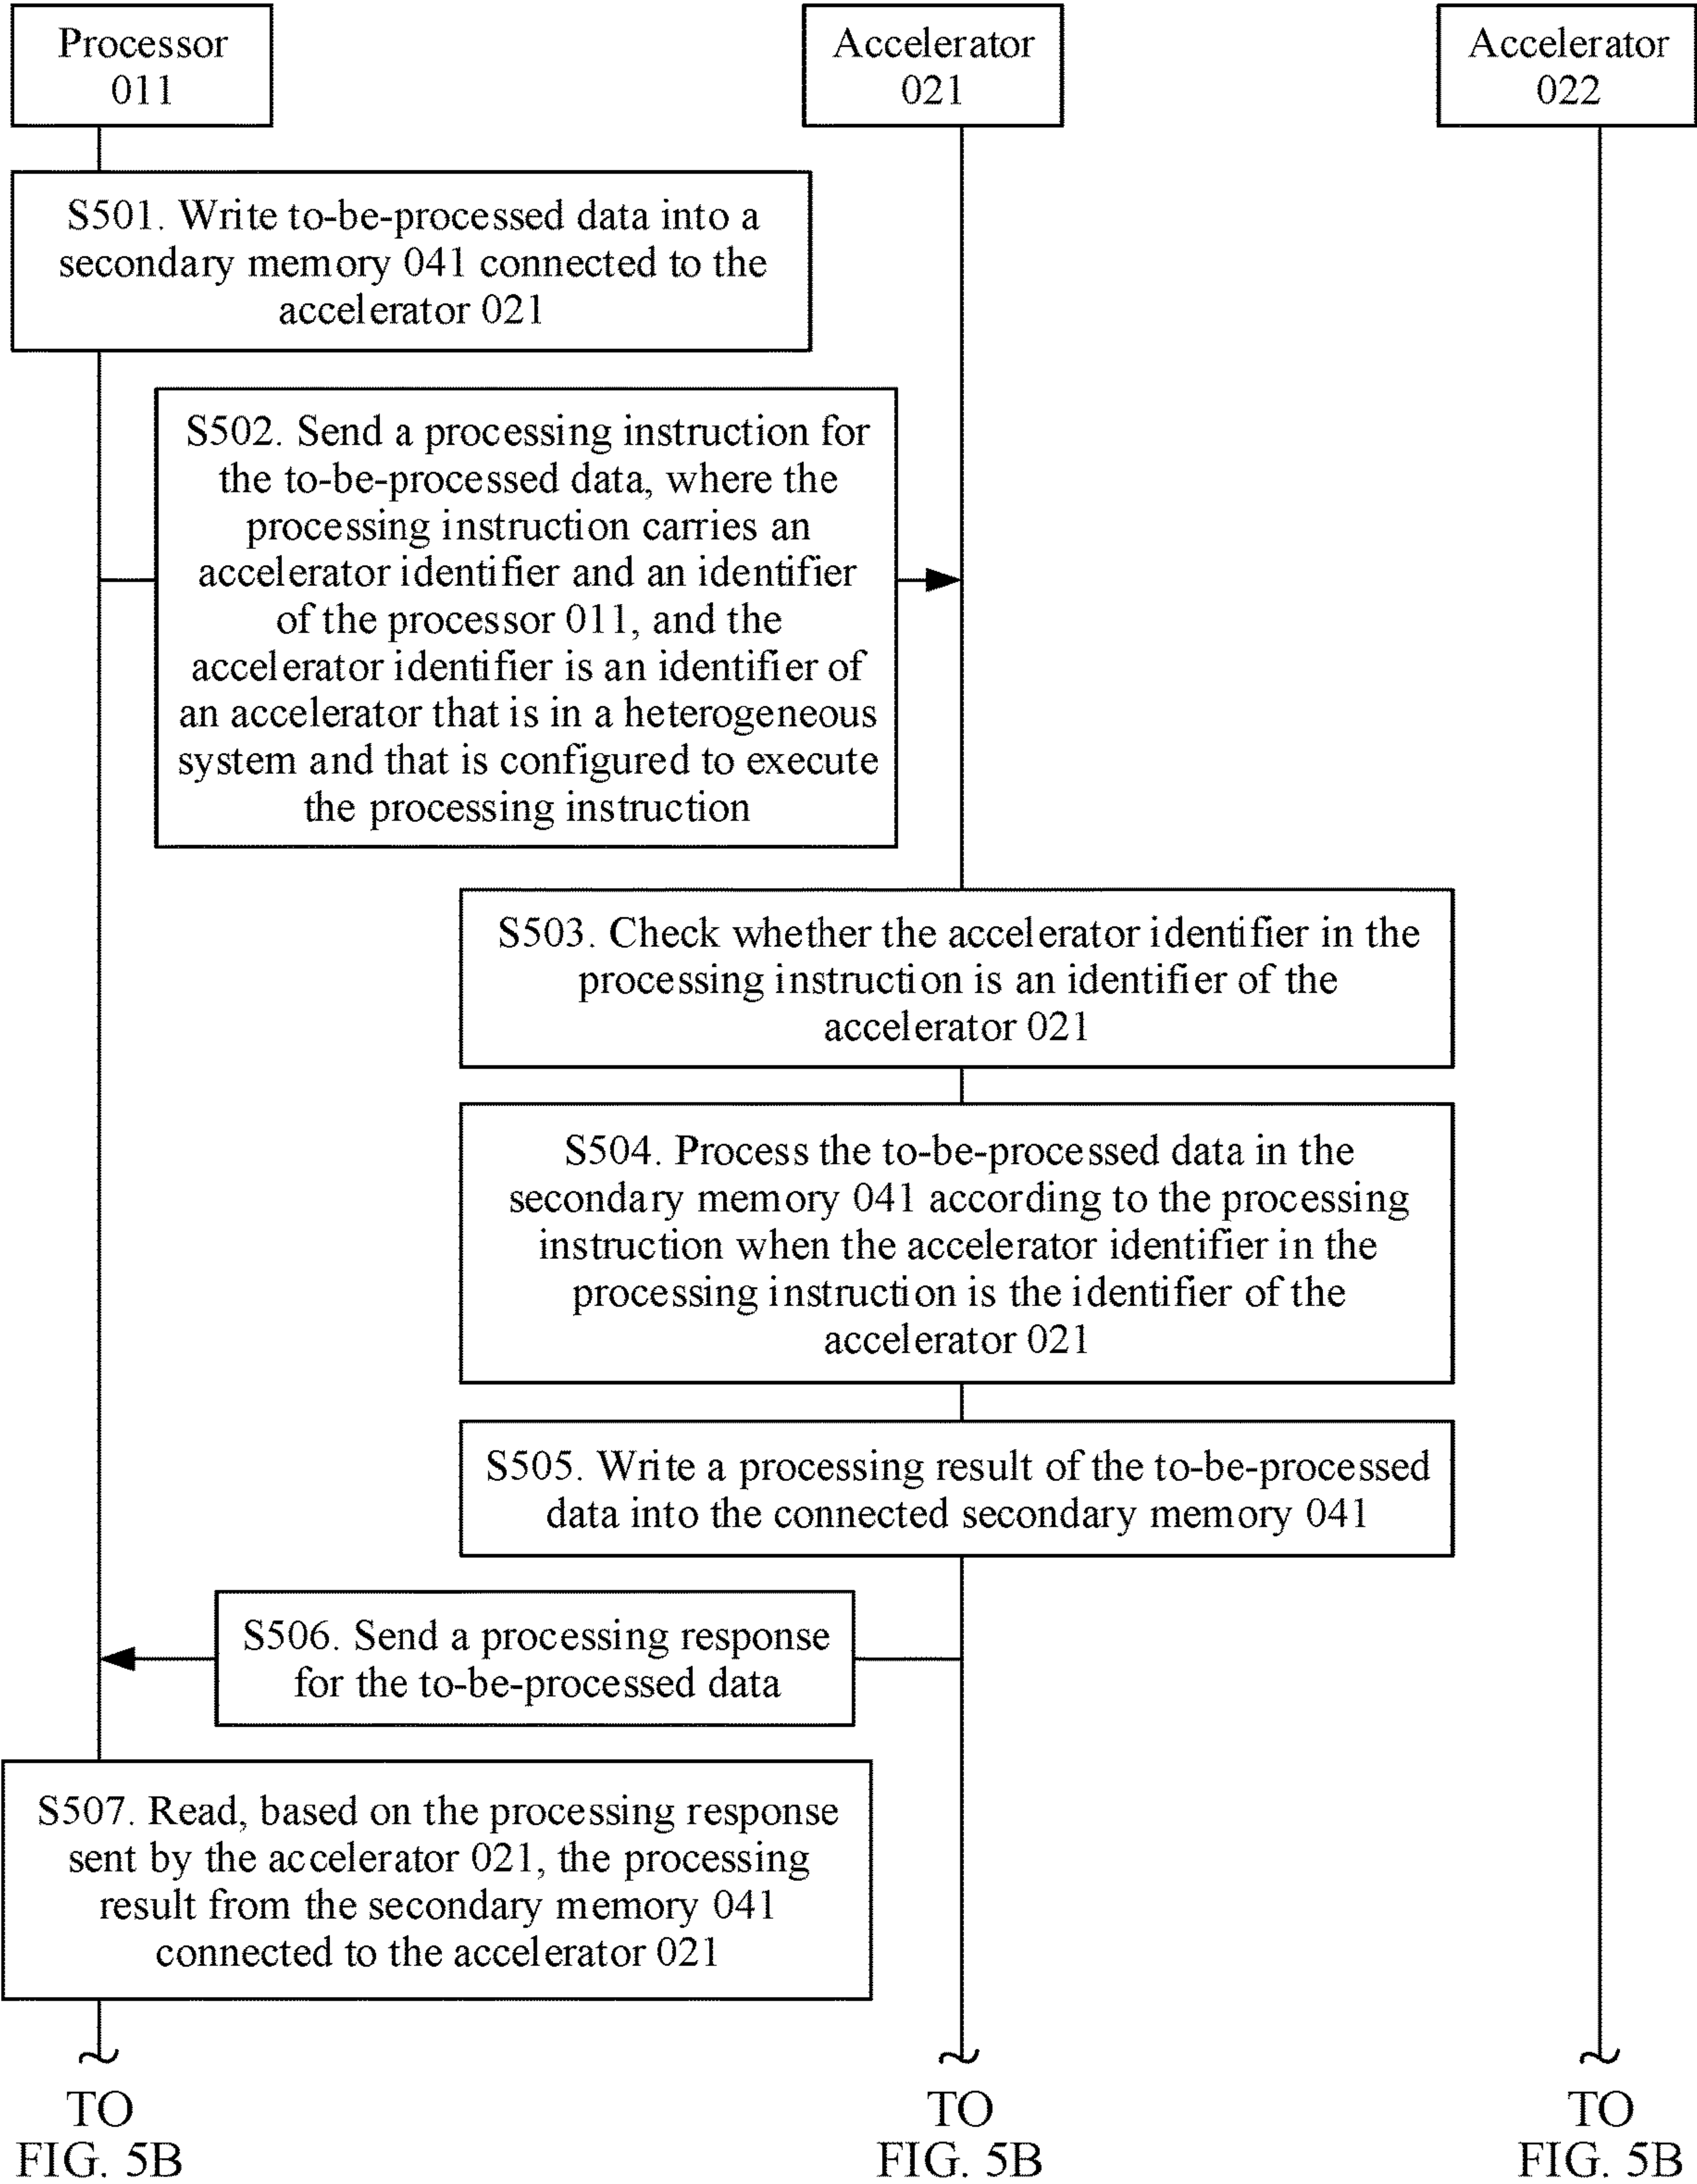 Processor
011
Accelerator
021
Accelerator
022
S501. Write to-be-processed data into a
secondary memory 041 connected to the
accelerator 021
S502. Send a processing instruction for
the to-be-processed data, where the
processing instruction carries an
accelerator identifier and an identifier
of the processor 011, and the
accelerator identifier is an identifier of
an accelerator that is in a heterogeneous
system and that is configured to execute
the processing instruction
S503. Check whether the accelerator identifier in the
processing instruction is an identifier of the
accelerator 021
S504. Process the to-be-processed data in the
secondary memory 041 according to the processing
instruction when the accelerator identifier in the
processing instruction is the identifier of the
accelerator 021
S505. Write a processing result of the to-be-processed
data into the connected secondary memory 041
S506. Send a processing response
for the to-be-processed data
S507. Read, based on the processing response
sent by the accelerator 021, the processing
result from the secondary memory 041
connected to the accelerator 021
TO
FIG. 5B
TO
FIG. 5B
TO
FIG. 5B